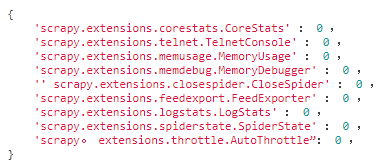 {
'scrapy.extensions.corestats.CoreStats' : 0 ，
'scrapy.extensions.telnet.TelnetConsole' : 0 ，
'scrapy.extensions.memusage.MemoryUsage' : 0 ，
'scrapy.extensions.memdebug.MemoryDebugger' : 0 ，
'' scrapy.extensions.closespider.CloseSpider' : 0 ，
'scrapy.extensions.feedexport.FeedExporter' : 0 ，
'scrapy.extensions.logstats.LogStats' : 0 ，
'scrapy.extensions.spiderstate.SpiderState' : 0 ，
'scrapy。 extensions.throttle.AutoThrottle”: 0 ，
}